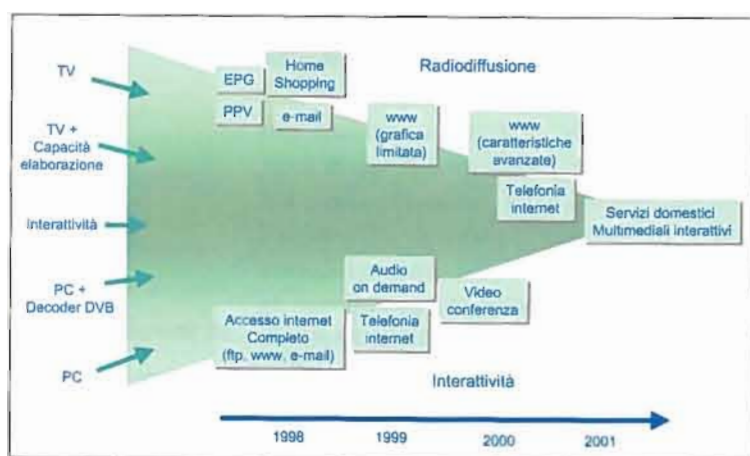 TV
TV +
Capacità
elaborazione
Interattività
PC +
Decoder DVB
PC
EPG
Home
Shopping
PPV
e-mail
Radiodiffusione
www
(grafica
limitata)
www
(caratteristiche
avanzate)
Telefonia
internet
Servizi domestici
Multimediali interattivi
Audio
on demand
Video
conferenza
Accesso internet
Completo
(ftp, www, e-mail)
Telefonia
internet
Interattività
1998
1999
2000
2001